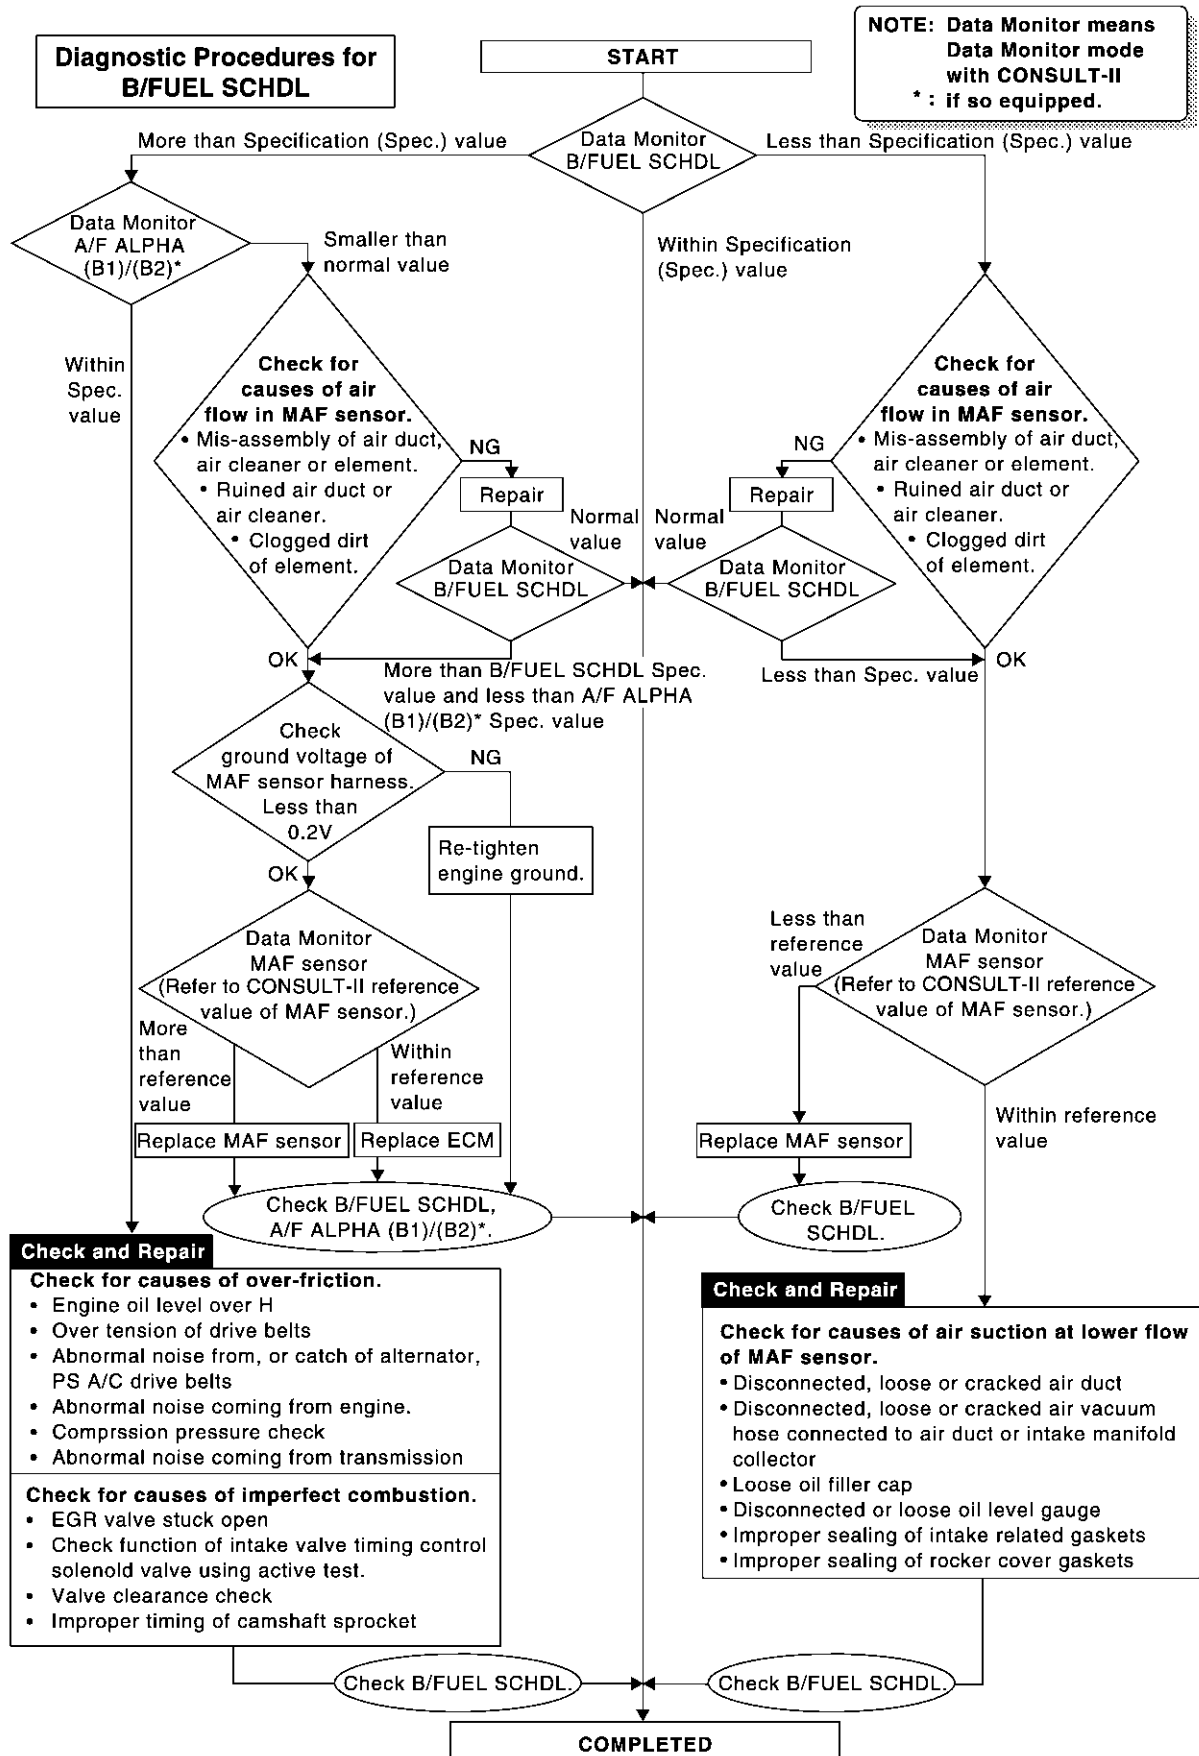 Diagnostic Procedures for
B/FUEL SCHDL
START
NOTE: Data Monitor means
Data Monitor mode
with CONSULT-II
* : if so equipped.
More than Specification (Spec.) value
Data Monitor
B/FUEL SCHDL
Less than Specification (Spec.) value
Data Monitor
A/F ALPHA
(B1)/(B2)*
Smaller than
normal value
Within Specification
(Spec.) value
Within
Spec.
value
Check for
causes of air
flow in MAF sensor.
• Mis-assembly of air duct,
air cleaner or element.
• Ruined air duct or
air cleaner.
• Clogged dirt
of element.
NG
Repair
Normal
value
Data Monitor
B/FUEL SCHDL
Check for
causes of air
flow in MAF sensor.
• Mis-assembly of air duct,
air cleaner or element.
• Ruined air duct or
air cleaner.
• Clogged dirt
of element.
NG
Repair
Normal
value
Data Monitor
B/FUEL SCHDL
OK
More than B/FUEL SCHDL Spec.
value and less than A/F ALPHA
(B1)/(B2)* Spec. value
Less than Spec. value
OK
Check
ground voltage of
MAF sensor harness.
Less than
0.2V
NG
Re-tighten
engine ground.
OK
Data Monitor
MAF sensor
(Refer to CONSULT-II reference
value of MAF sensor.)
More
than
reference
value
Within
reference
value
Replace MAF sensor
Replace ECM
Check B/FUEL SCHDL,
A/F ALPHA (B1)/(B2)*.
Less than
reference
value
Data Monitor
MAF sensor
(Refer to CONSULT-II reference
value of MAF sensor.)
Within reference
value
Replace MAF sensor
Check B/FUEL
SCHDL.
Check and Repair
Check for causes of over-friction.
• Engine oil level over H
• Over tension of drive belts
• Abnormal noise from, or catch of alternator,
PS A/C drive belts
• Abnormal noise coming from engine.
• Comprssion pressure check
• Abnormal noise coming from transmission
Check for causes of imperfect combustion.
• EGR valve stuck open
• Check function of intake valve timing control
solenold valve using active test.
• Valve clearance check
• Improper timing of camshaft sprocket
Check and Repair
Check for causes of air suction at lower flow
of MAF sensor.
• Disconnected, loose or cracked air duct
• Disconnected, loose or cracked air vacuum
hose connected to air duct or intake manifold
collector
• Loose oil filler cap
• Disconnected or loose oil level gauge
• Improper sealing of intake related gaskets
• Improper sealing of rocker cover gaskets
Check B/FUEL SCHDL.
Check B/FUEL SCHDL.
COMPLETED